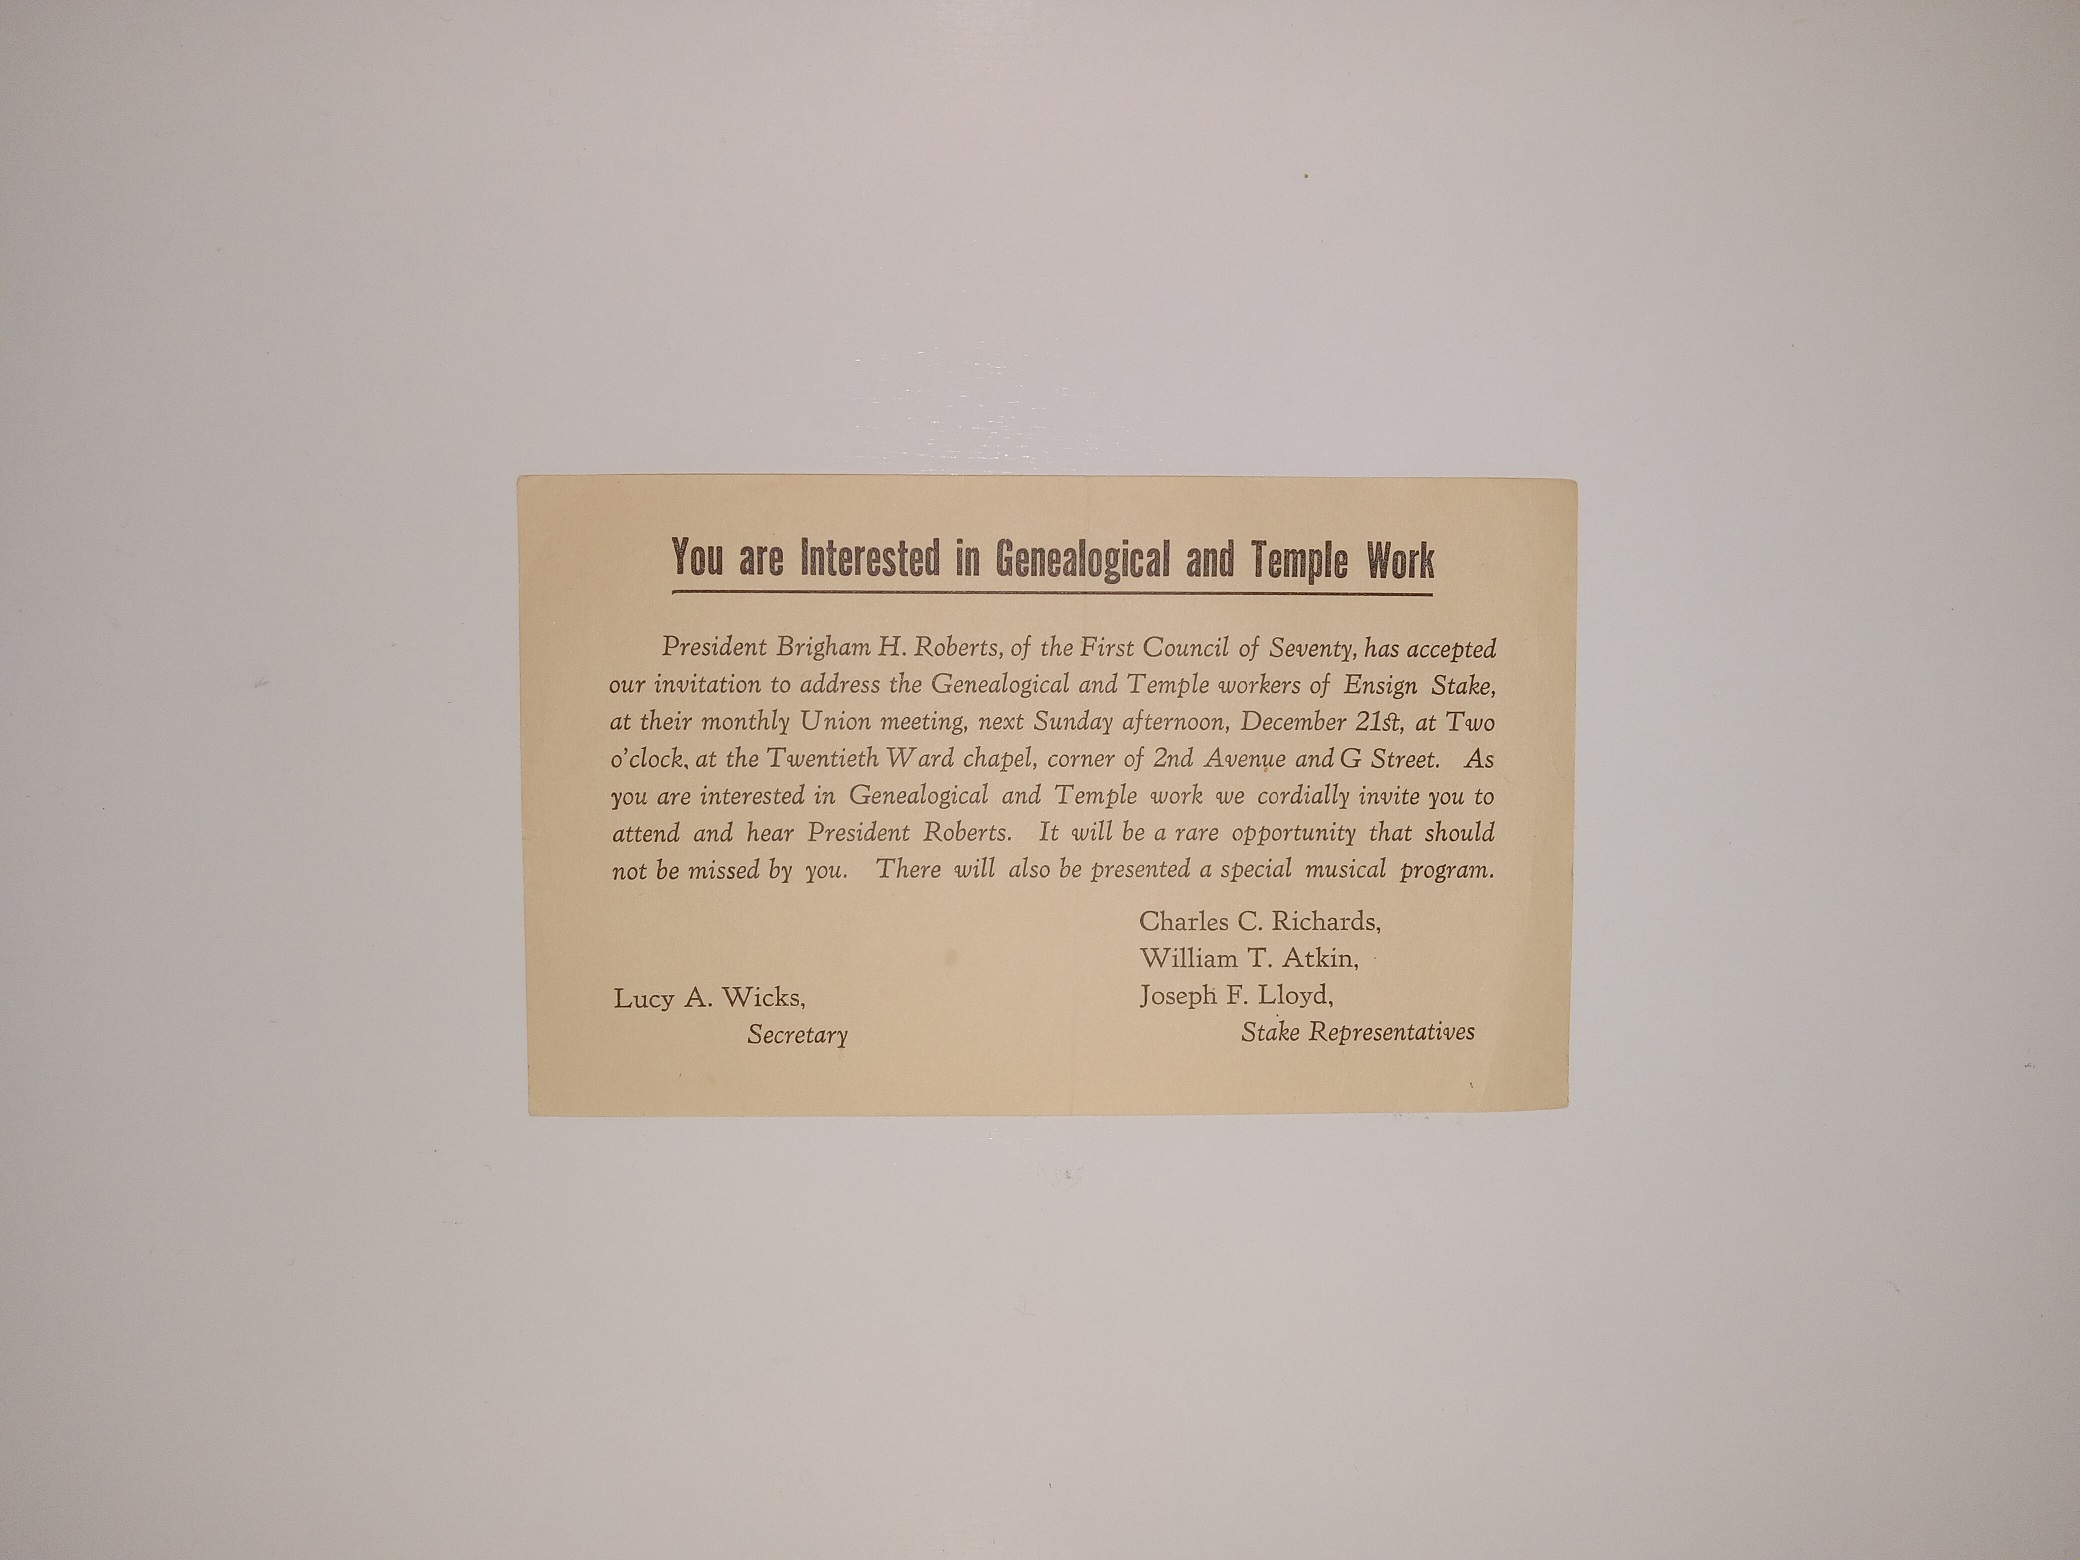 You are Interested in Genealogical and Temple Work
President Brigham H. Roberts, of the First Council of Seventy, has accepted
our invitation to address the Genealogical and Temple workers of Ensign Stake,
at their monthly Union meeting, next Sunday afternoon, December 21st, at Two
o'clock, at the Twentieth Ward chapel, corner of 2nd Avenue and G Street. As
you are interested in Genealogical and Temple work we cordially invite you to
attend and hear President Roberts. It will be a rare opportunity that should
not be missed by you. There will also be presented a special musical program.
Charles C. Richards,
William T. Atkin,
Joseph F. Lloyd,
Stake Representatives
Lucy A. Wicks,
Secretary